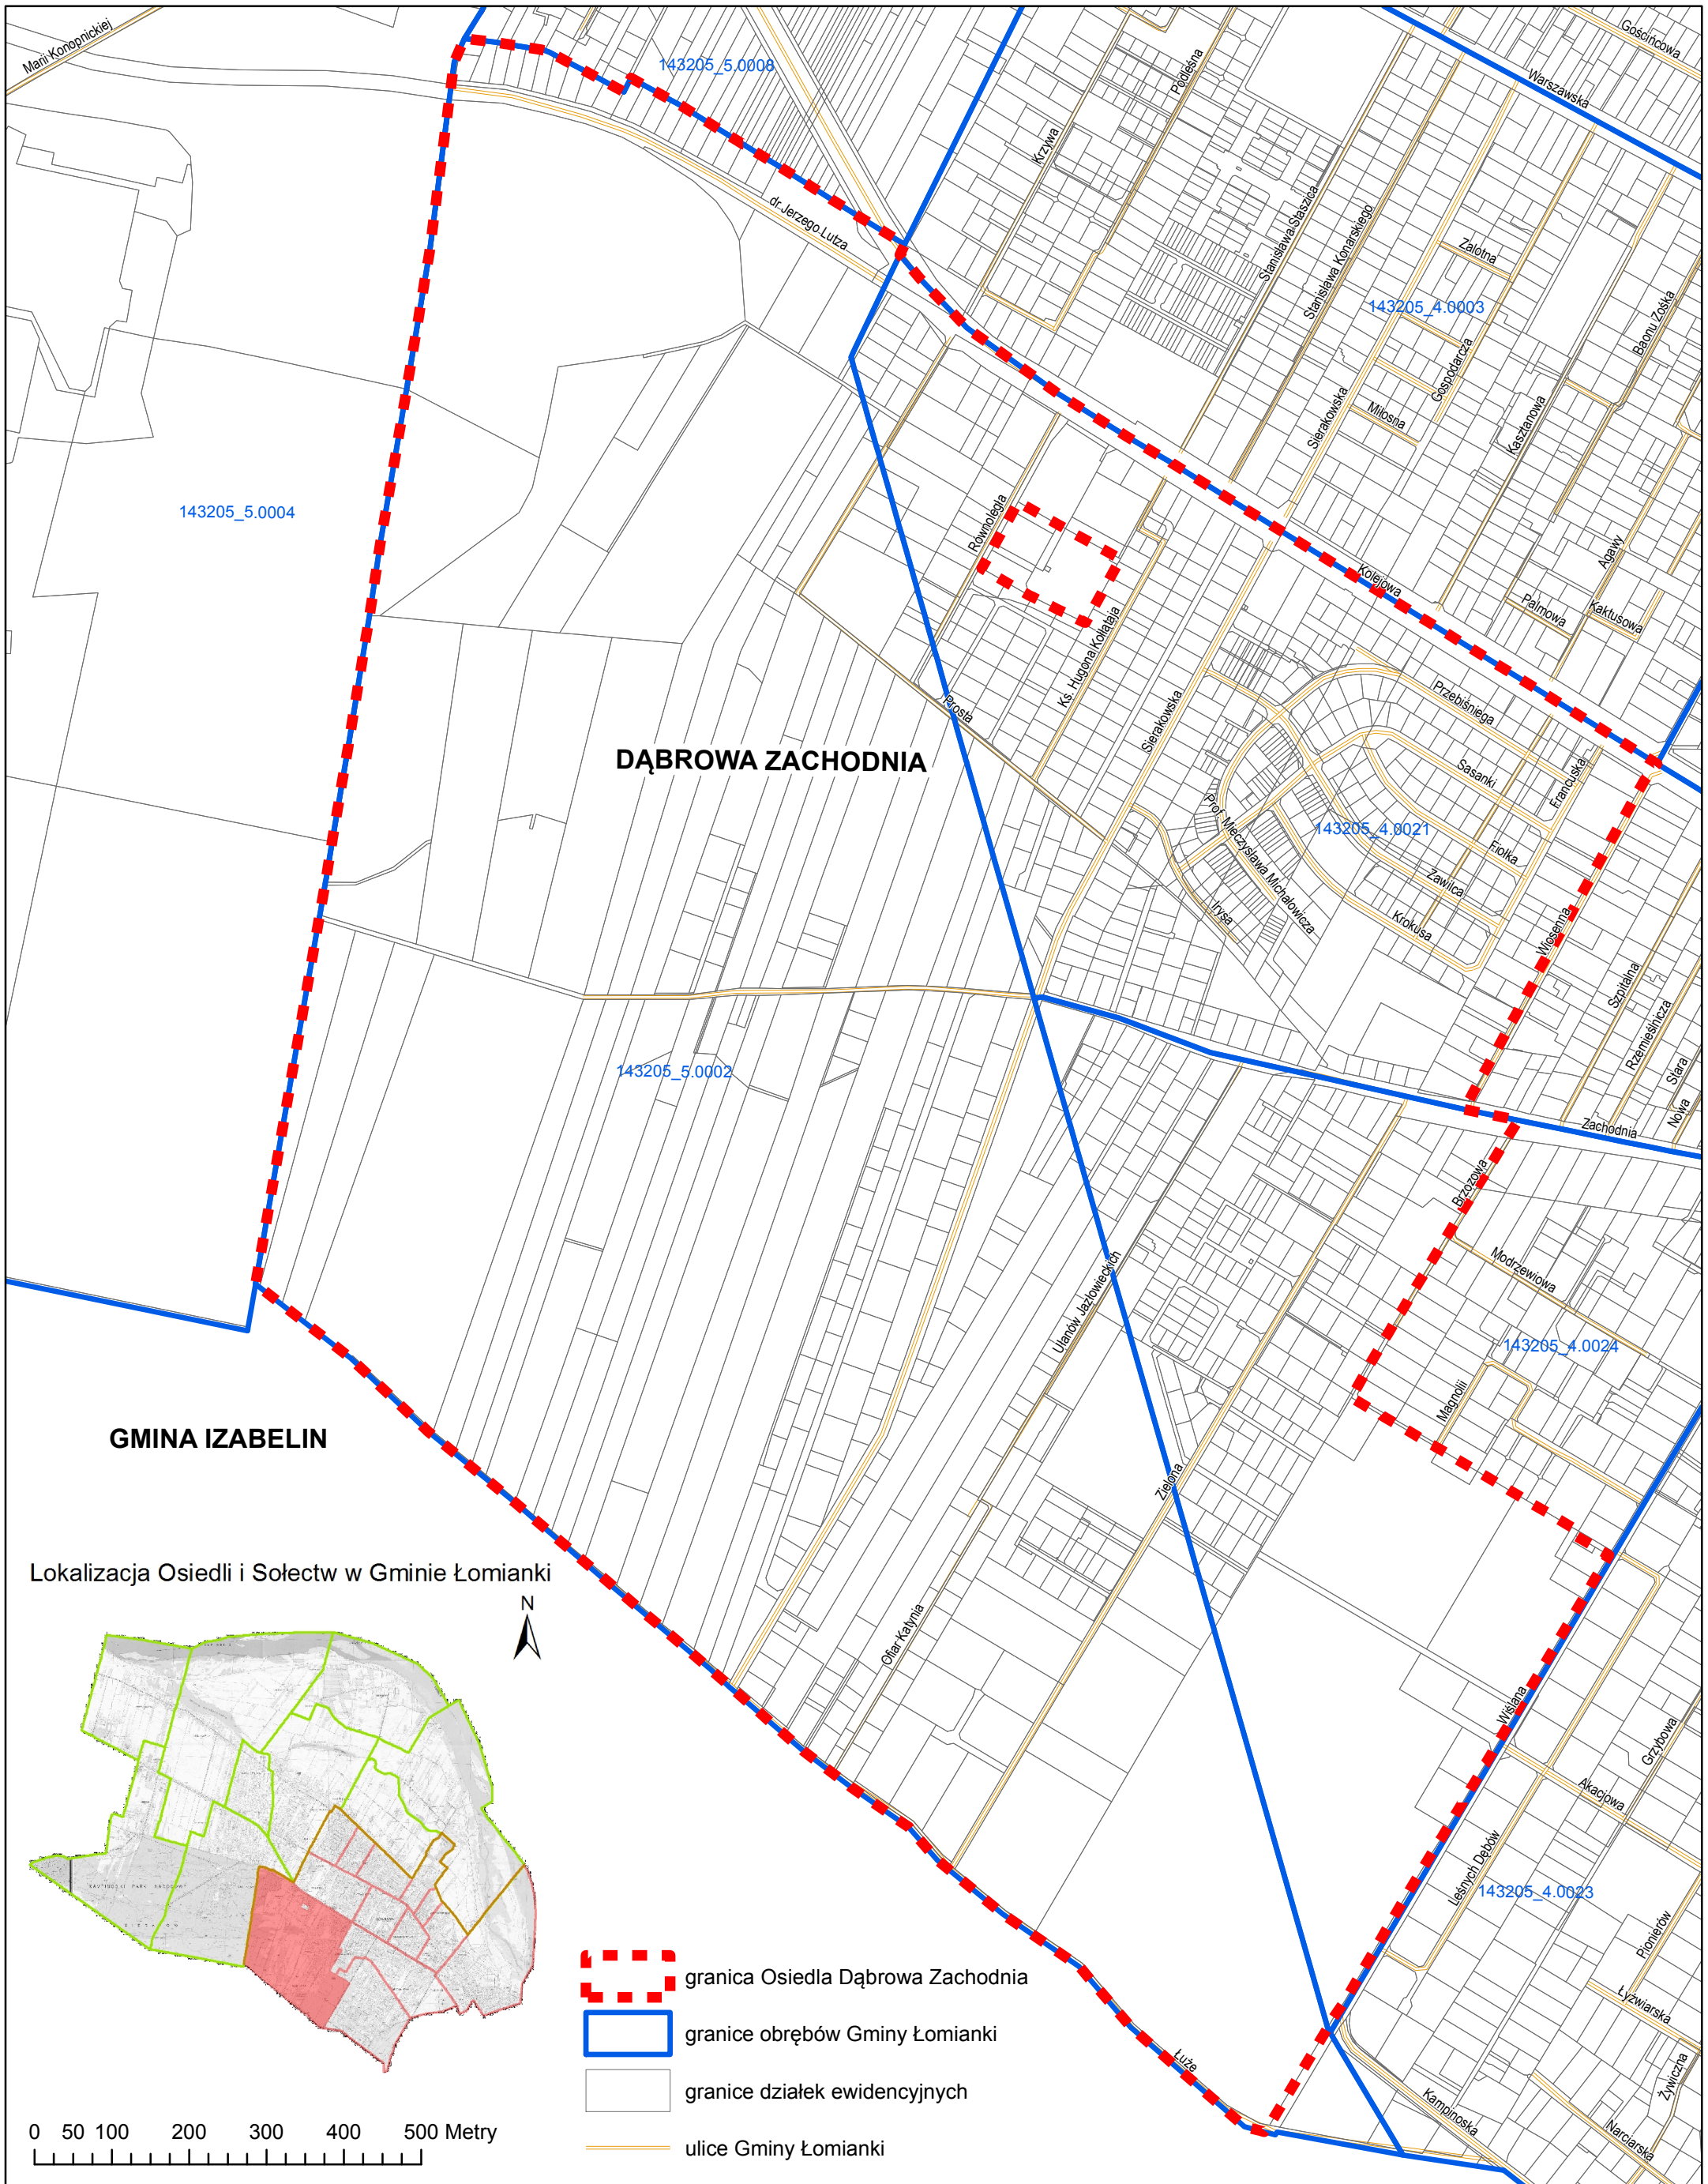 Marii Konopnickiej
143205_5.0008
Gościńcowa
Warszawska
Podleśna
Krzywa
dr Jerzego Lutza
Stanisława Staszica
Stanisława Konarskiego
Zalotna
143205_4.0003
Baonu Zośka
Gospodarcza
Sierakowska
Miłosna
Kasztanowa
143205_5.0004
Równoległa
Agawy
Kolejowa
Palmowa
Kaktusowa
Ks. Hugona Kołłątaja
Prosta
Sierakowska
Przebiśniega
DĄBROWA ZACHODNIA
Sasanki
Francuska
Prof. Mieczysława Michałowicza
143205_4.0021
Fiołka
Zawilca
Irysa
Krokusa
Wiosenna
Szpitalna
Rzemieślnicza
Stara
Nowa
143205_5.0002
Zachodnia
Brzozowa
Modrzewiowa
Ułanów Jazłowieckich
143205_4.0024
Magnolii
GMINA IZABELIN
Zielona
Lokalizacja Osiedli i Sołectw w Gminie Łomianki
N
Ofiar Katynia
Wiślana
Grzybowa
Akacjowa
Leśnych Dębów
143205_4.0023
Pionierów
granica Osiedla Dąbrowa Zachodnia
Łyżwiarska
granice obrębów Gminy Łomianki
Łuże
Żywiczna
granice działek ewidencyjnych
Kampinoska
Narciarska
0 50 100 200 300 400 500 Metry
ulice Gminy Łomianki